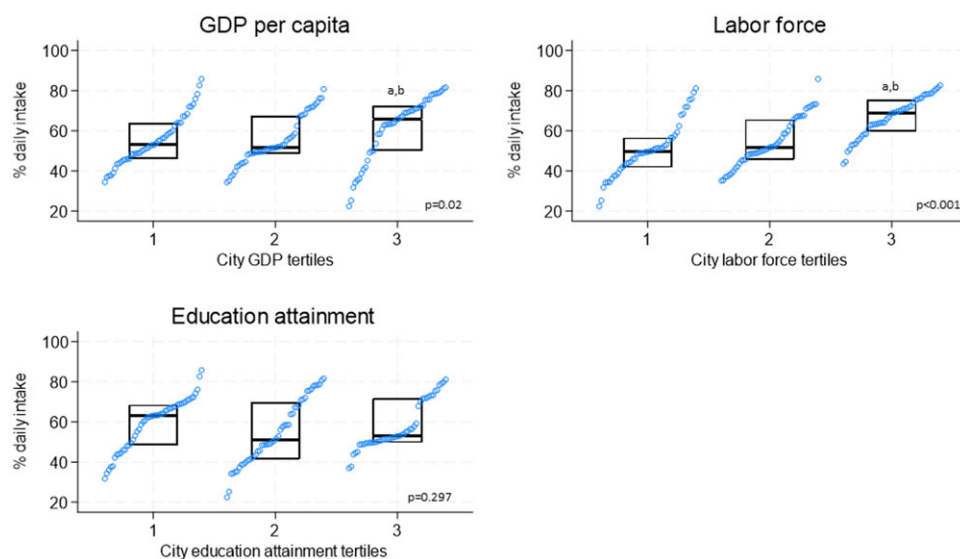 GDP per capita
100
80
60
40
20
% daily intake
a,b
p=0.02
1 2 3
City GDP tertiles
Labor force
100
80
60
40
20
% daily intake
a,b
p<0.001
1 2 3
City labor force tertiles
Education attainment
100
80
60
40
20
% daily intake
p=0.297
1 2 3
City education attainment tertiles